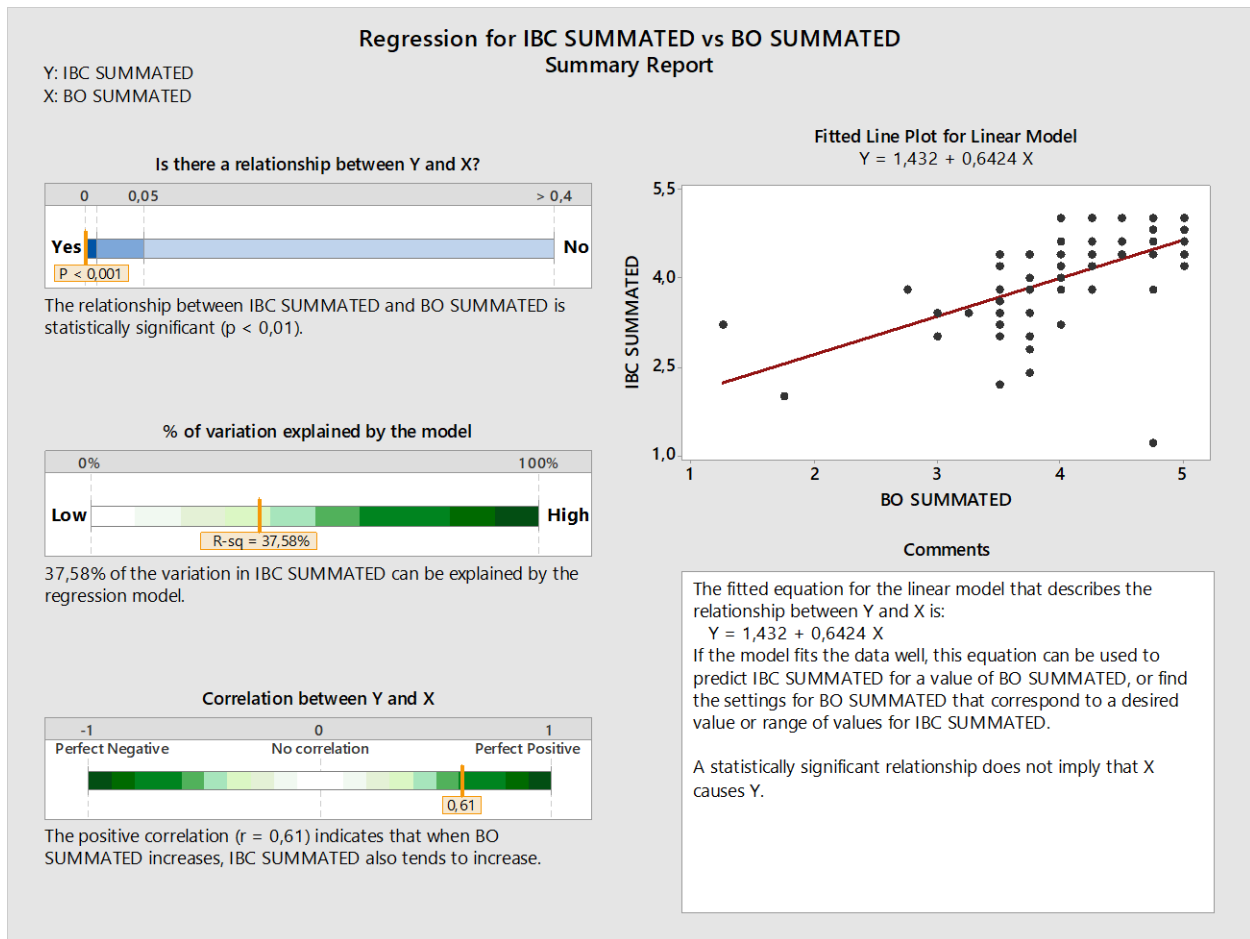 Regression for IBC SUMMATED vs BO SUMMATED
Summary Report
Y: IBC SUMMATED
X: BO SUMMATED
Is there a relationship between Y and X?
0 0,05 > 0,4
Yes No
P < 0,001
The relationship between IBC SUMMATED and BO SUMMATED is
statistically significant (p < 0,01).
% of variation explained by the model
0% 100%
Low High
R-sq = 37,58%
37,58% of the variation in IBC SUMMATED can be explained by the
regression model.
Correlation between Y and X
-1 0 1
Perfect Negative No correlation Perfect Positive
0,61
The positive correlation (r = 0,61) indicates that when BO
SUMMATED increases, IBC SUMMATED also tends to increase.
Fitted Line Plot for Linear Model
Y = 1,432 + 0,6424 X
5,5
4,0
2,5
1,0
IBC SUMMATED
1 2 3 4 5
BO SUMMATED
Comments
The fitted equation for the linear model that describes the
relationship between Y and X is:
Y = 1,432 + 0,6424 X
If the model fits the data well, this equation can be used to
predict IBC SUMMATED for a value of BO SUMMATED, or find
the settings for BO SUMMATED that correspond to a desired
value or range of values for IBC SUMMATED.
A statistically significant relationship does not imply that X
causes Y.